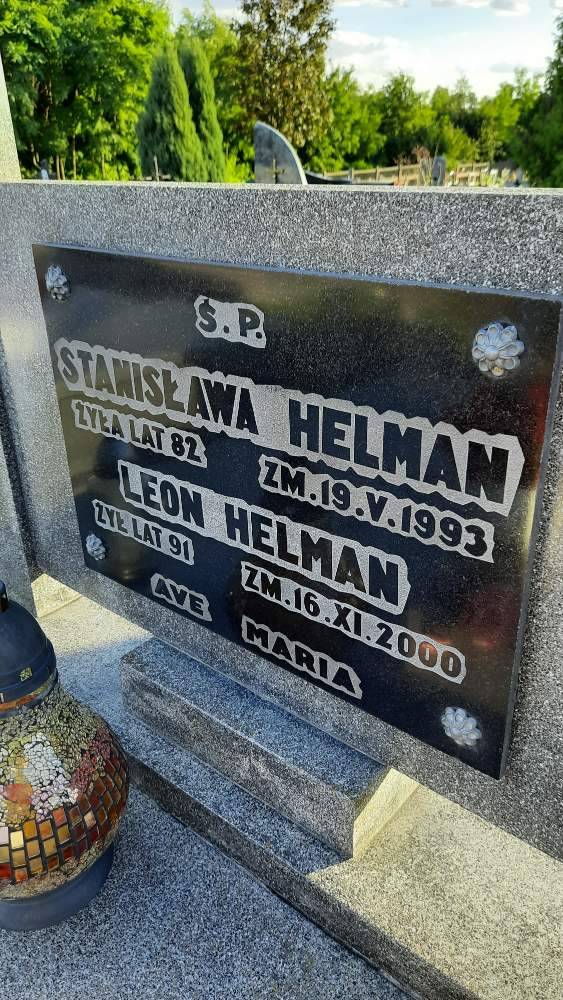 Ś.P.
STANISŁAWA HELMAN
ŻYŁA LAT 82 ZM.19.V.1993
LEON HELMAN
ŻYŁ LAT 91 ZM.16.XI.2000
AVE MARIA